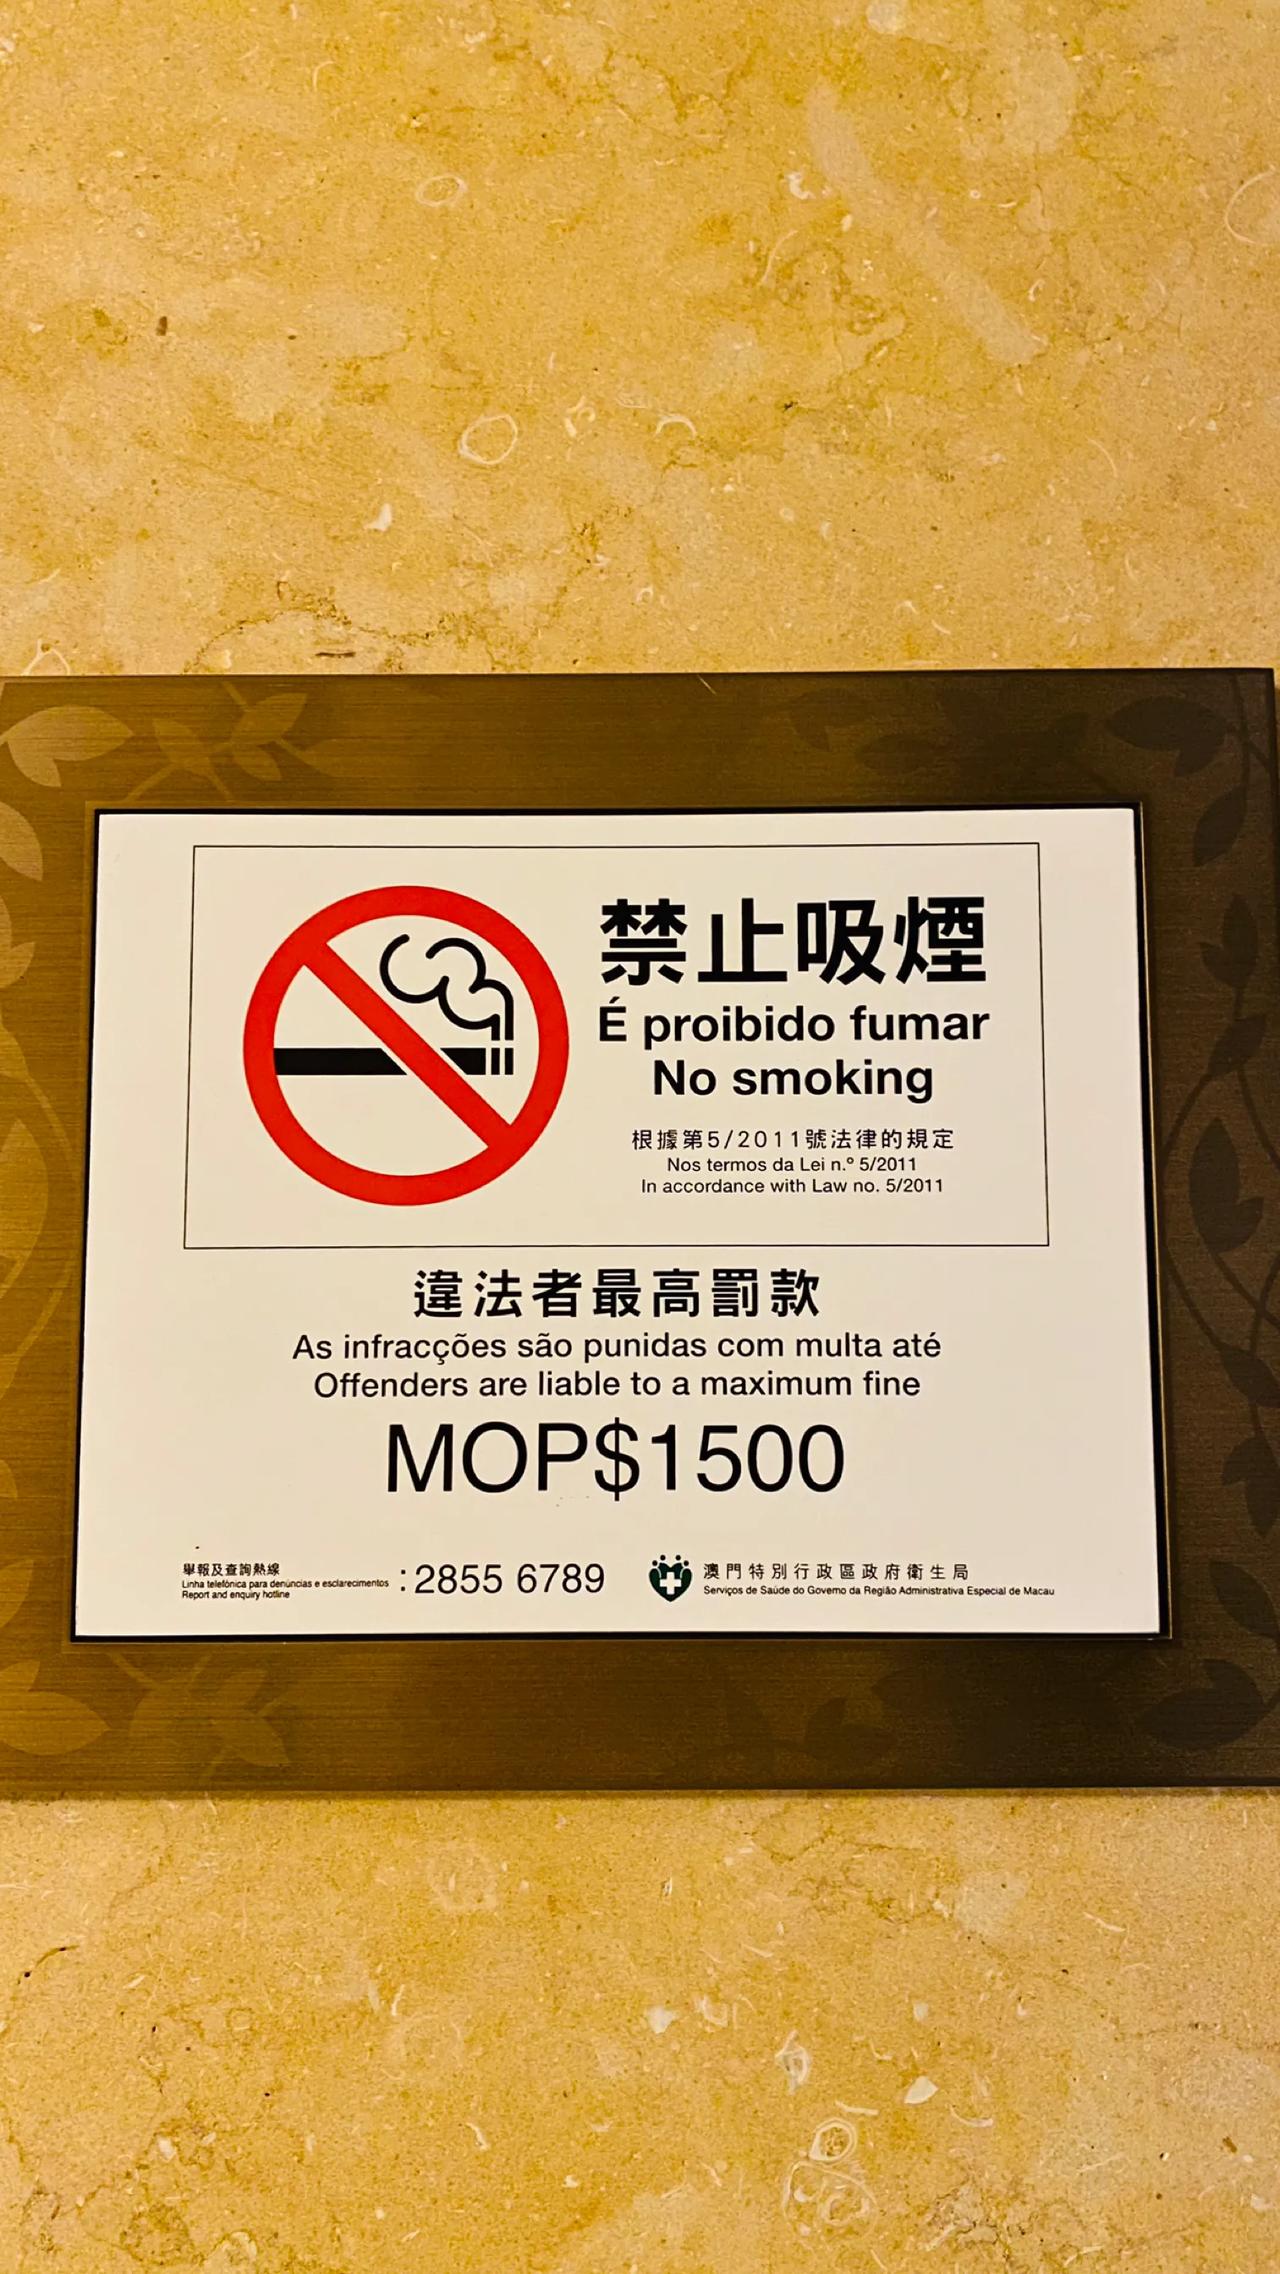 禁止吸煙
É proibido fumar
No smoking
根據第5/2011號法律的規定
Nos termos da Lei n.º 5/2011
In accordance with Law no. 5/2011
違法者最高罰款
As infracções são punidas com multa até
Offenders are liable to a maximum fine
MOP$1500
舉報及查詢熱線
Linha telefónica para denúncias e esclarecimentos
Report and enquiry hotline
: 2855 6789
澳門特別行政區政府衛生局
Serviços de Saúde do Governo da Região Administrativa Especial de Macau